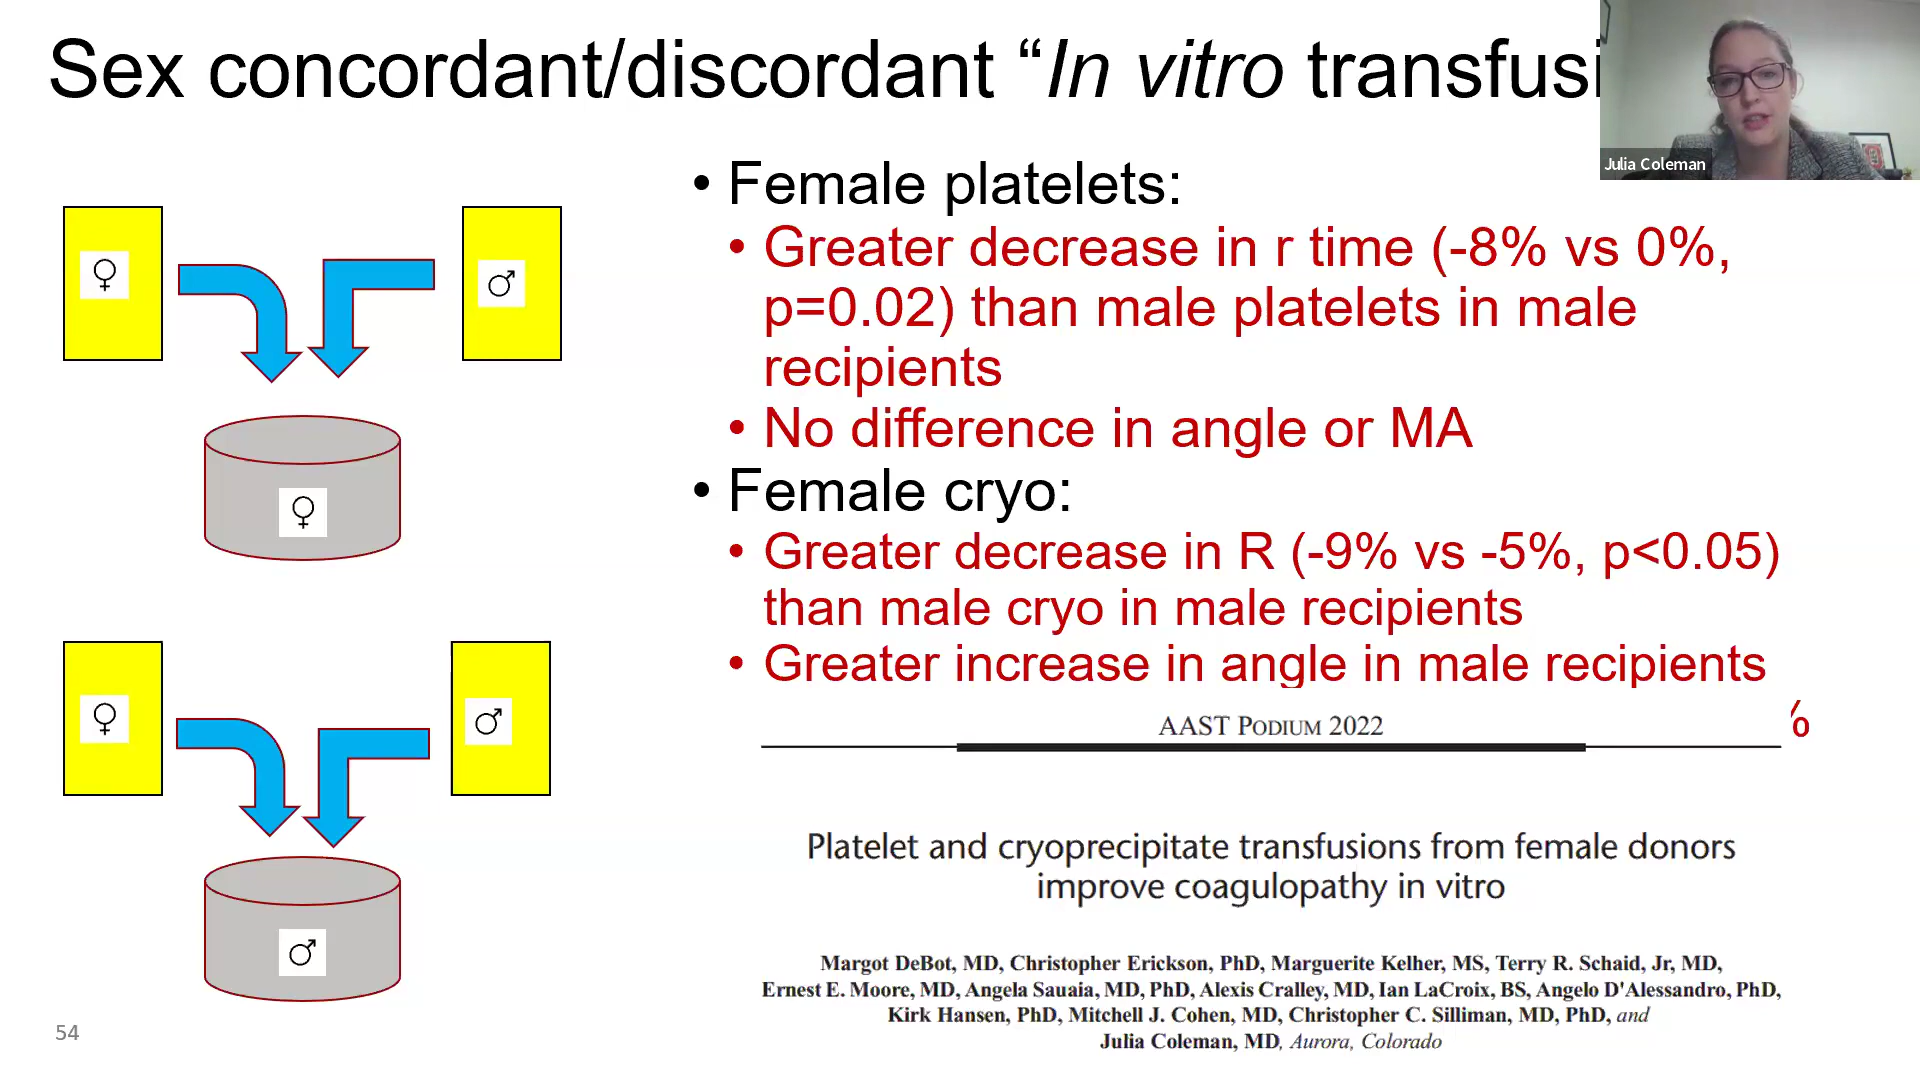 Sex concordant/discordant “In vitro transfusi
Julia Coleman
• Female platelets:
• Greater decrease in r time (-8% vs 0%,
p=0.02) than male platelets in male
recipients
• No difference in angle or MA
• Female cryo:
• Greater decrease in R (-9% vs -5%, p<0.05)
than male cryo in male recipients
• Greater increase in angle in male recipients
%
AAST PODIUM 2022
Platelet and cryoprecipitate transfusions from female donors
improve coagulopathy in vitro
Margot DeBot, MD, Christopher Erickson, PhD, Marguerite Kelher, MS, Terry R. Schaid, Jr, MD,
Ernest E. Moore, MD, Angela Sauaia, MD, PhD, Alexis Cralley, MD, Ian LaCroix, BS, Angelo D'Alessandro, PhD,
Kirk Hansen, PhD, Mitchell J. Cohen, MD, Christopher C. Silliman, MD, PhD, and
Julia Coleman, MD, Aurora, Colorado
♀
♂
♀
♀
♂
♂
54